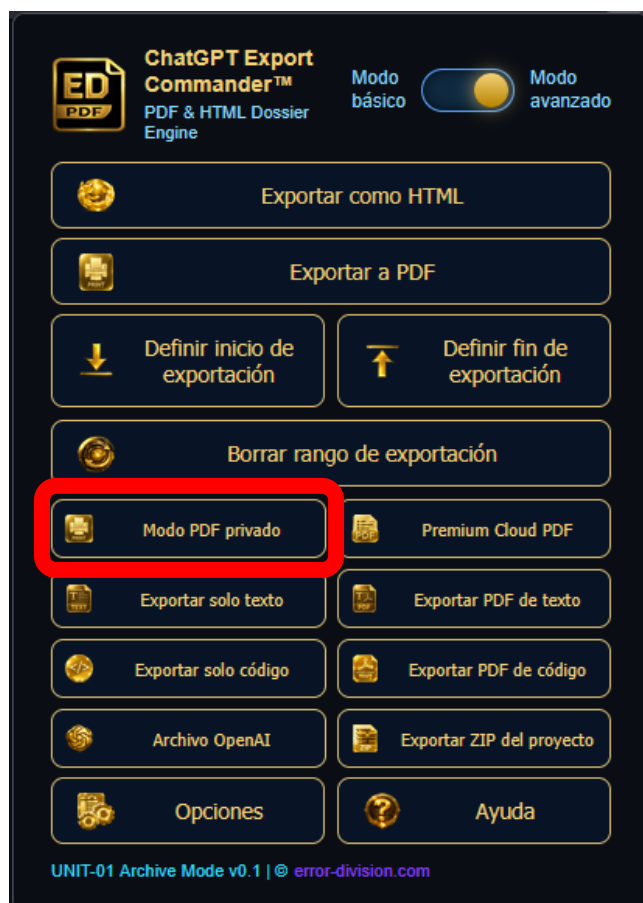 ED
PDF
ChatGPT Export
Commander™
PDF & HTML Dossier
Engine
Modo
básico
Modo
avanzado
Exportar como HTML
PRINT
Exportar a PDF
Definir inicio de
exportación
Definir fin de
exportación
Borrar rango de exportación
Modo PDF privado
PDF
Premium Cloud PDF
TEXT
Exportar solo texto
PDF
Exportar PDF de texto
Exportar solo código
Exportar PDF de código
Archivo OpenAI
ZIP
Exportar ZIP del proyecto
Opciones
Ayuda
UNIT-01 Archive Mode v0.1 | © error-division.com